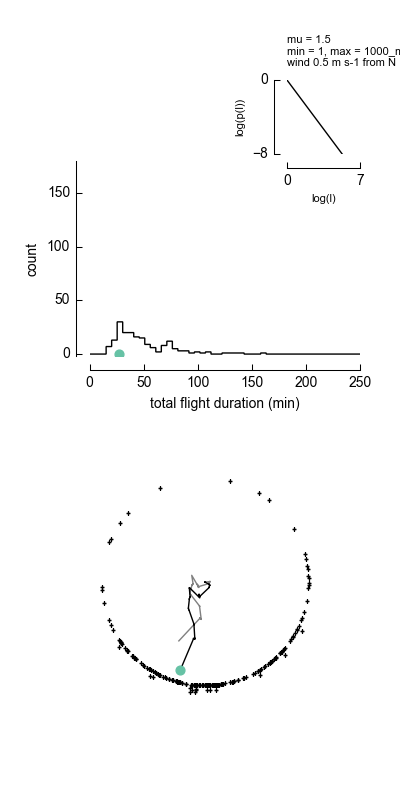 mu = 1.5
min = 1, max = 1000_m
wind 0.5 m s-1 from N
0
log(p(l))
−8
0
7
log(l)
150
100
50
0
count
0
50
100
150
200
250
total flight duration (min)